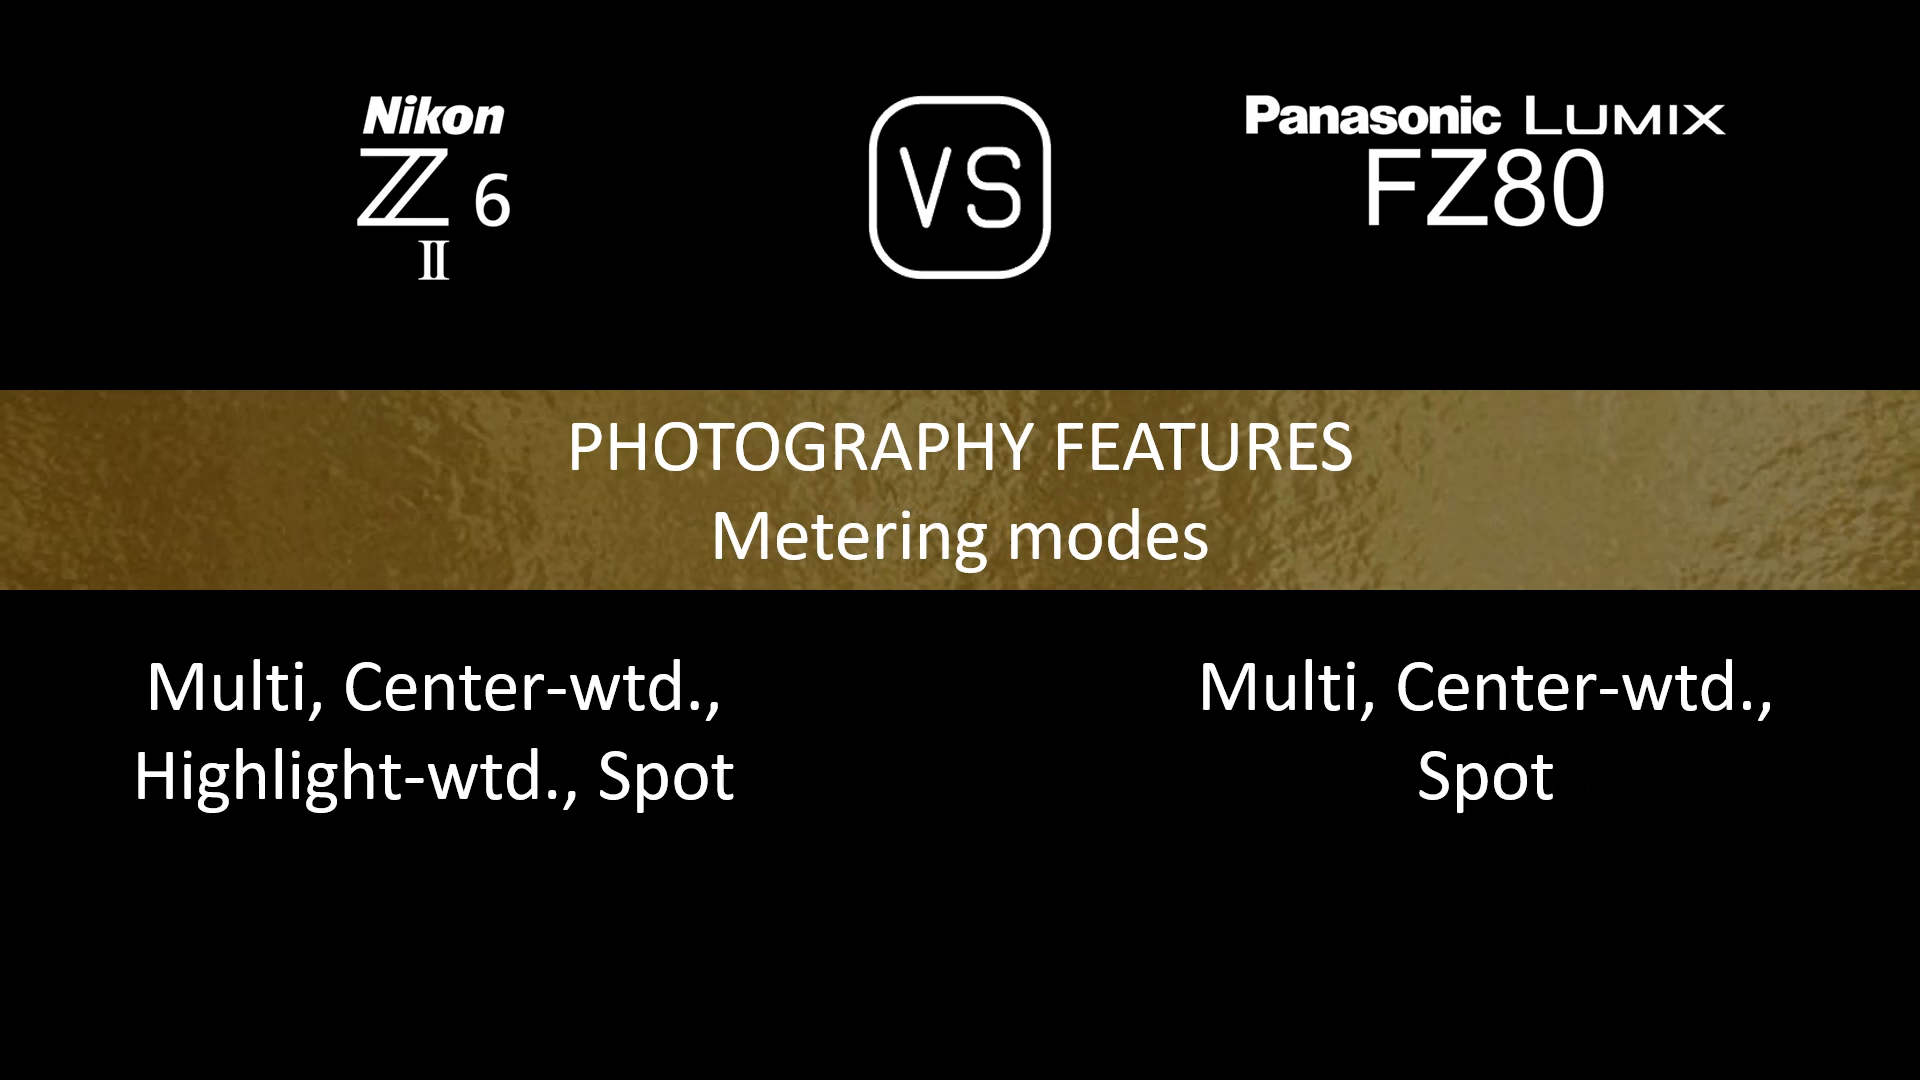 Nikon
Z 6
II
VS
Panasonic LUMIX
FZ80
PHOTOGRAPHY FEATURES
Metering modes
Multi, Center-wtd.,
Highlight-wtd., Spot
Multi, Center-wtd.,
Spot